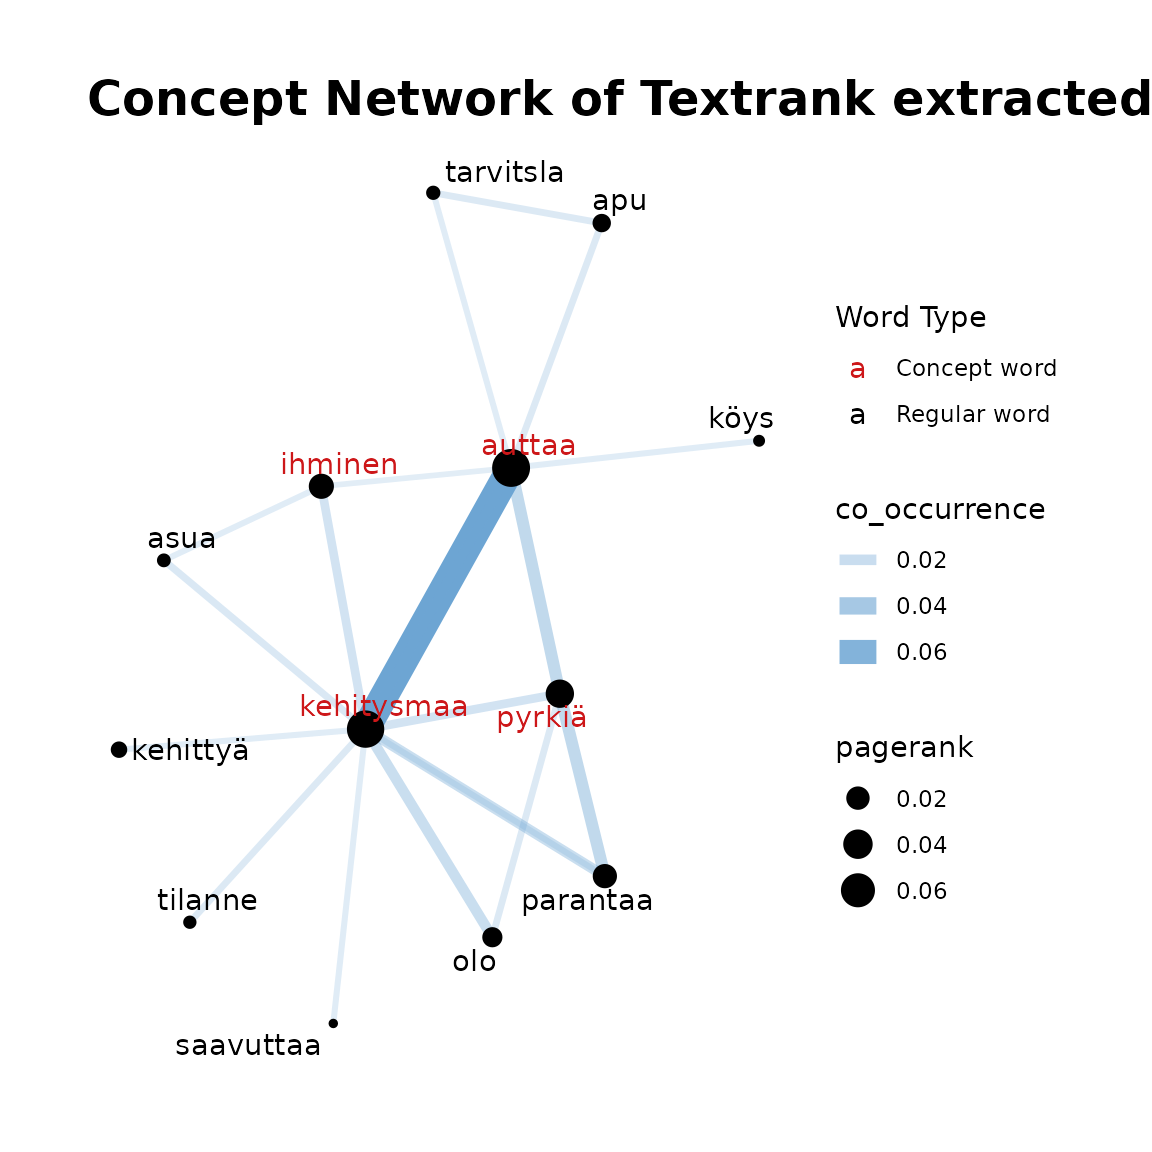 Concept Network of Textrank extracted
tarvitsla
apu
Word Type
a Concept word
a Regular word
köys
auttaa
ihminen
co_occurrence
asua
0.02
0.04
0.06
kehitysmaa
pyrkiä
kehittyä
pagerank
0.02
0.04
0.06
tilanne
parantaa
olo
saavuttaa